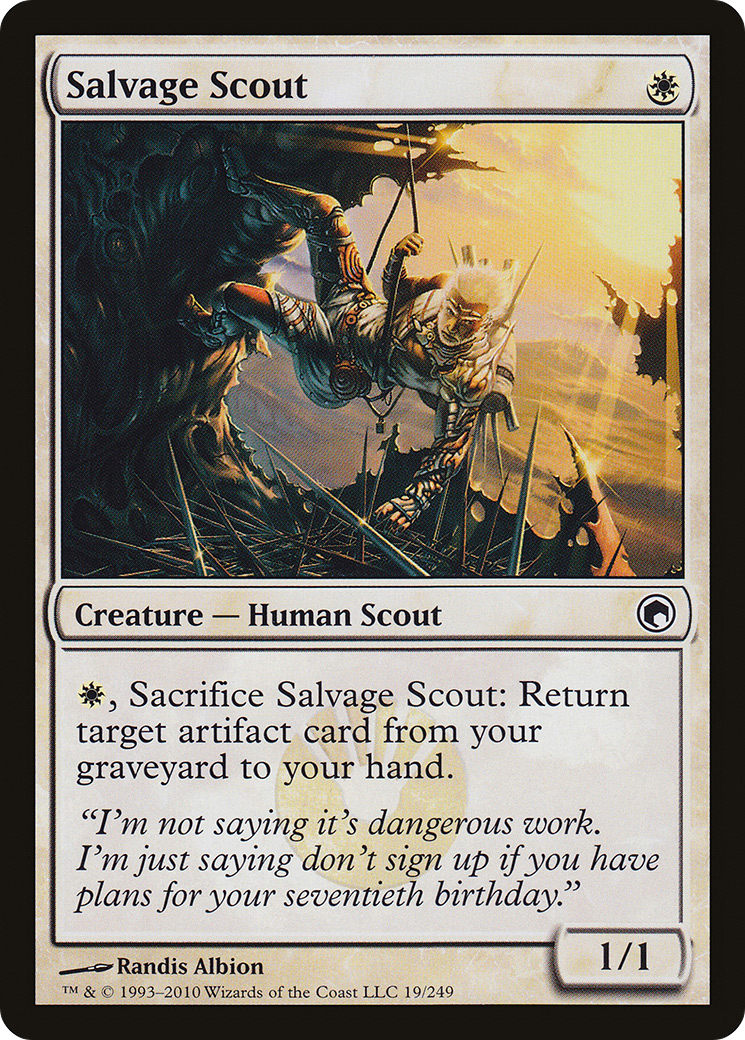 Salvage Scout
Creature — Human Scout
, Sacrifice Salvage Scout: Return
target artifact card from your
graveyard to your hand.
“I’m not saying it’s dangerous work.
I’m just saying don’t sign up if you have
plans for your seventieth birthday.”
1/1
Randis Albion
™ & © 1993–2010 Wizards of the Coast LLC 19/249